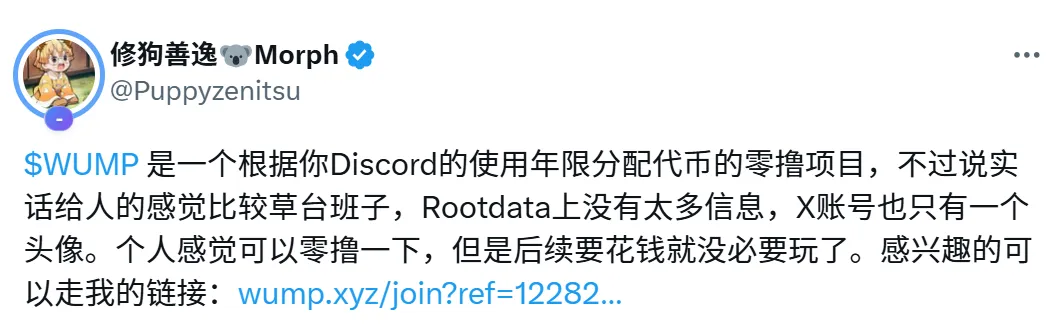 修狗善逸🐨Morph
@Puppyzenitsu
$WUMP 是一个根据你Discord的使用年限分配代币的零撸项目，不过说实
话给人的感觉比较草台班子，Rootdata上没有太多信息，X账号也只有一个
头像。个人感觉可以零撸一下，但是后续要花钱就没必要玩了。感兴趣的可
以走我的链接：wump.xyz/join?ref=12282...